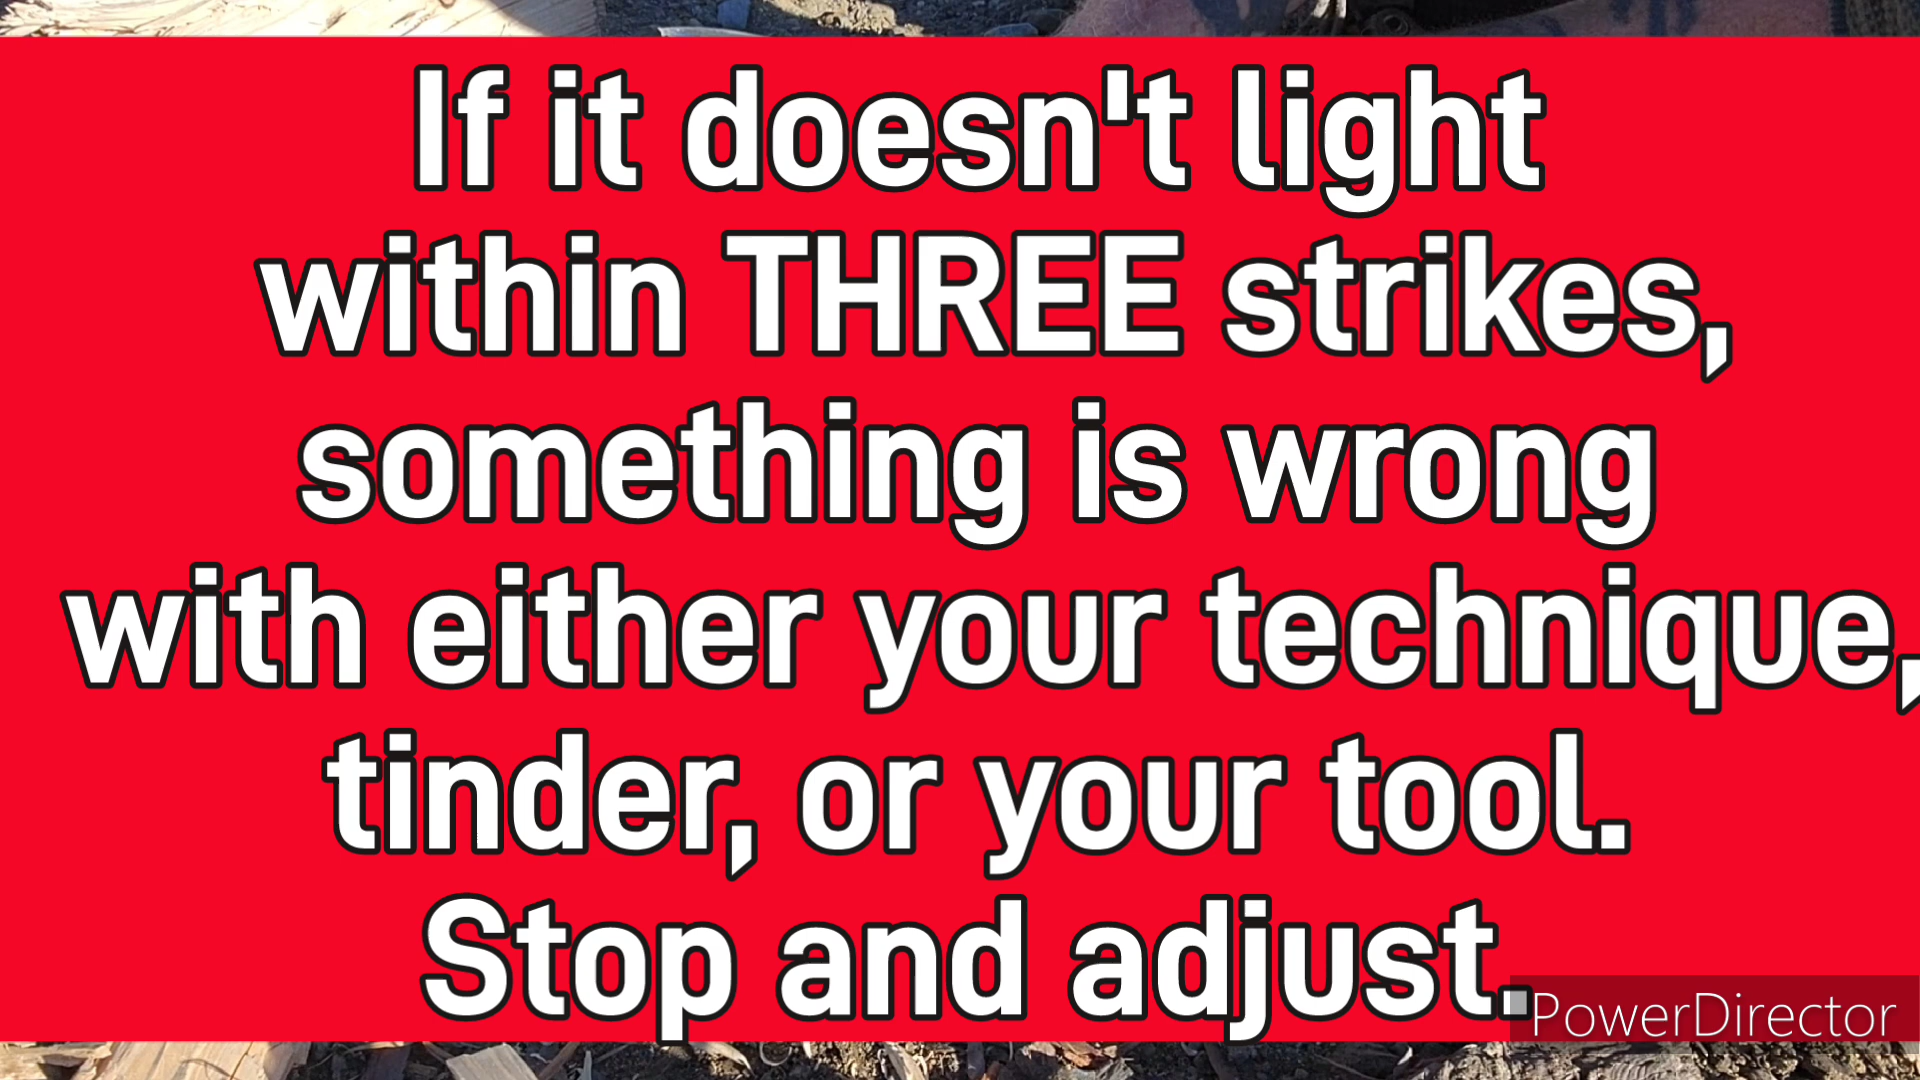 If it doesn't light
within THREE strikes,
something is wrong
with either your technique,
tinder, or your tool.
Stop and adjust.
PowerDirector